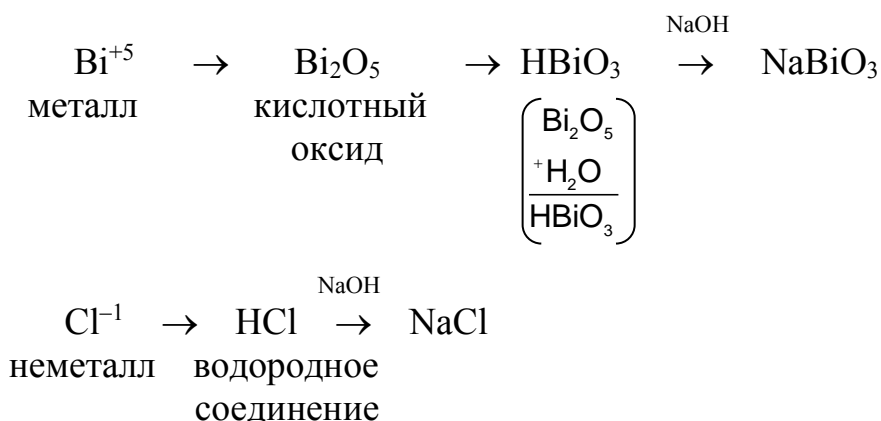 NaOH
Bi⁺⁵ → Bi₂O₅ → HBiO₃ → NaBiO₃
металл кислотный
оксид
Bi₂O₅
⁺H₂O
HBiO₃
NaOH
Cl⁻¹ → HCl → NaCl
неметалл водородное
соединение